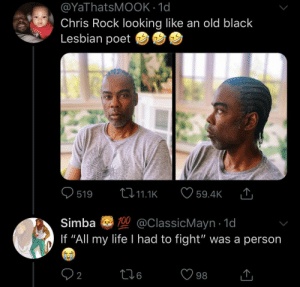 @YaThatsMOOK · 1d
Chris Rock looking like an old black
Lesbian poet 🤣🤣🤣
519 11.1K 59.4K
Simba 🦁💯 @ClassicMayn · 1d
If "All my life I had to fight" was a person
😭
2 6 98